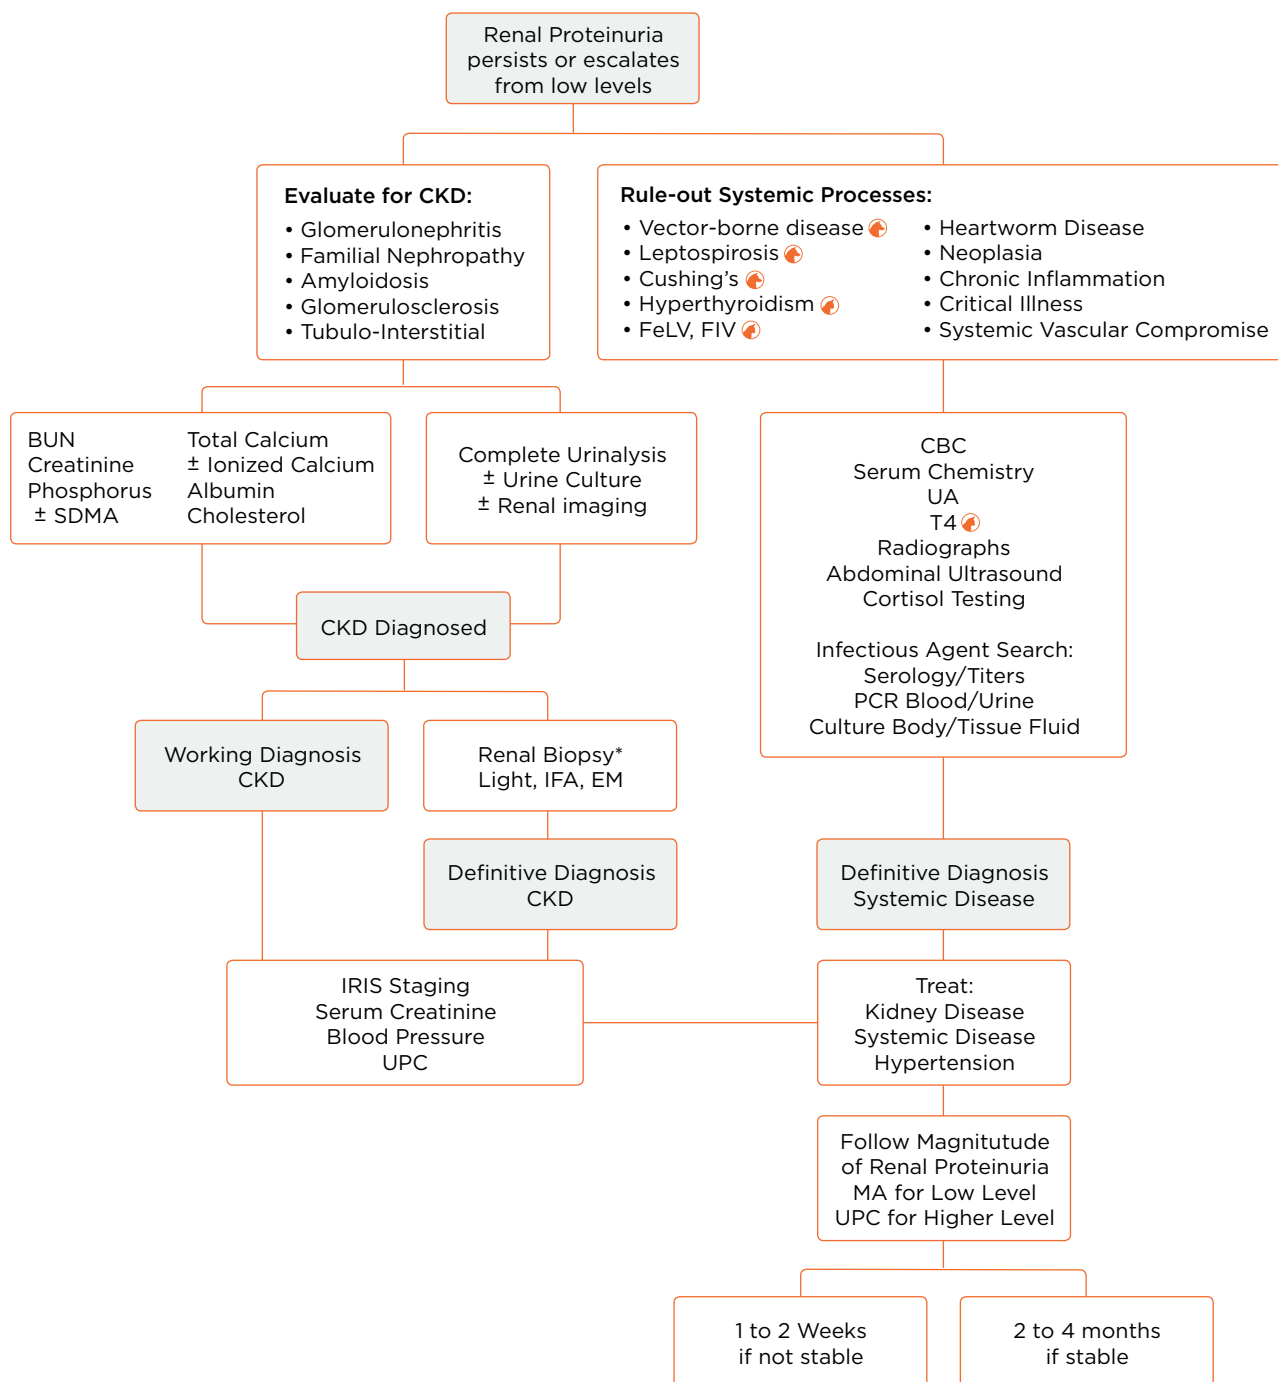 Renal Proteinuria
persists or escalates
from low levels
Evaluate for CKD:
• Glomerulonephritis
• Familial Nephropathy
• Amyloidosis
• Glomerulosclerosis
• Tubulo-Interstitial
Rule-out Systemic Processes:
• Vector-borne disease
• Leptospirosis
• Cushing’s
• Hyperthyroidism
• FeLV, FIV
• Heartworm Disease
• Neoplasia
• Chronic Inflammation
• Critical Illness
• Systemic Vascular Compromise
BUN
Creatinine
Phosphorus
± SDMA
Total Calcium
± Ionized Calcium
Albumin
Cholesterol
Complete Urinalysis
± Urine Culture
± Renal imaging
CBC
Serum Chemistry
UA
T4
Radiographs
Abdominal Ultrasound
Cortisol Testing
Infectious Agent Search:
Serology/Titers
PCR Blood/Urine
Culture Body/Tissue Fluid
CKD Diagnosed
Working Diagnosis
CKD
Renal Biopsy*
Light, IFA, EM
Definitive Diagnosis
CKD
Definitive Diagnosis
Systemic Disease
IRIS Staging
Serum Creatinine
Blood Pressure
UPC
Treat:
Kidney Disease
Systemic Disease
Hypertension
Follow Magnitutude
of Renal Proteinuria
MA for Low Level
UPC for Higher Level
1 to 2 Weeks
if not stable
2 to 4 months
if stable